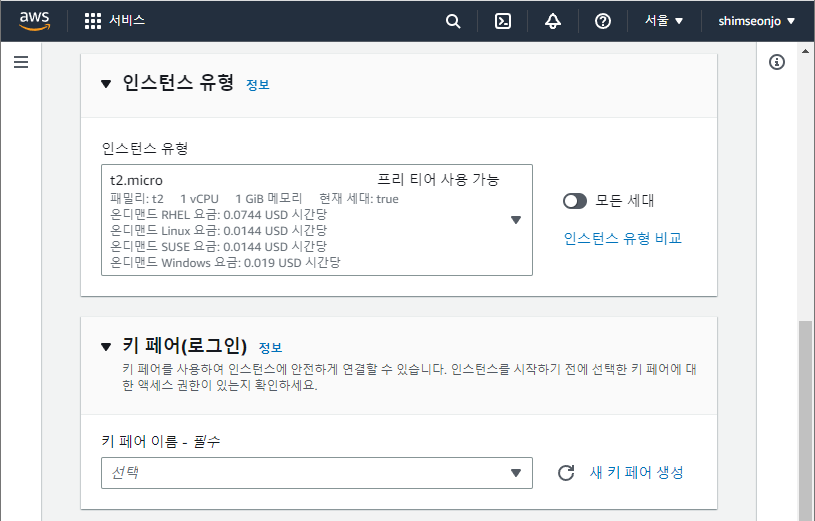 aws 서비스 서울 shimseonjo
인스턴스 유형 정보
인스턴스 유형
t2.micro 프리 티어 사용 가능
패밀리: t2 1 vCPU 1 GiB 메모리 현재 세대: true
온디맨드 RHEL 요금: 0.0744 USD 시간당
온디맨드 Linux 요금: 0.0144 USD 시간당
온디맨드 SUSE 요금: 0.0144 USD 시간당
온디맨드 Windows 요금: 0.019 USD 시간당
모든 세대
인스턴스 유형 비교
키 페어(로그인) 정보
키 페어를 사용하여 인스턴스에 안전하게 연결할 수 있습니다. 인스턴스를 시작하기 전에 선택한 키 페어에 대
한 액세스 권한이 있는지 확인하세요.
키 페어 이름 - 필수
선택 새 키 페어 생성